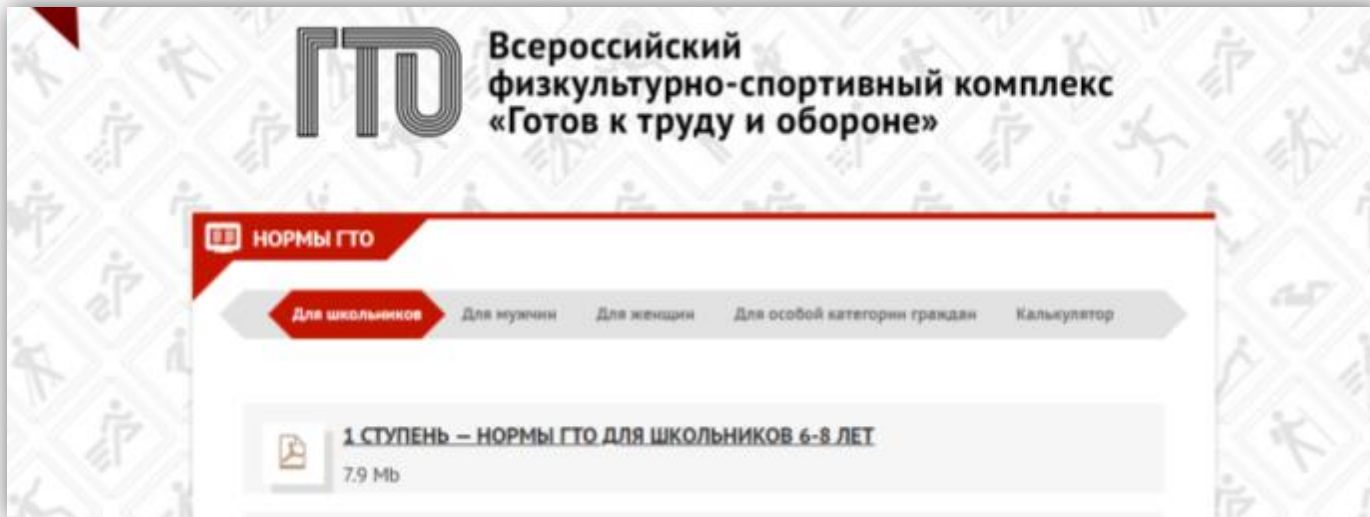 ГТО
Всероссийский
физкультурно-спортивный комплекс
«Готов к труду и обороне»
НОРМЫ ГТО
Для школьников Для мужчин Для женщин Для особой категории граждан Калькулятор
1 СТУПЕНЬ — НОРМЫ ГТО ДЛЯ ШКОЛЬНИКОВ 6-8 ЛЕТ
7.9 Mb